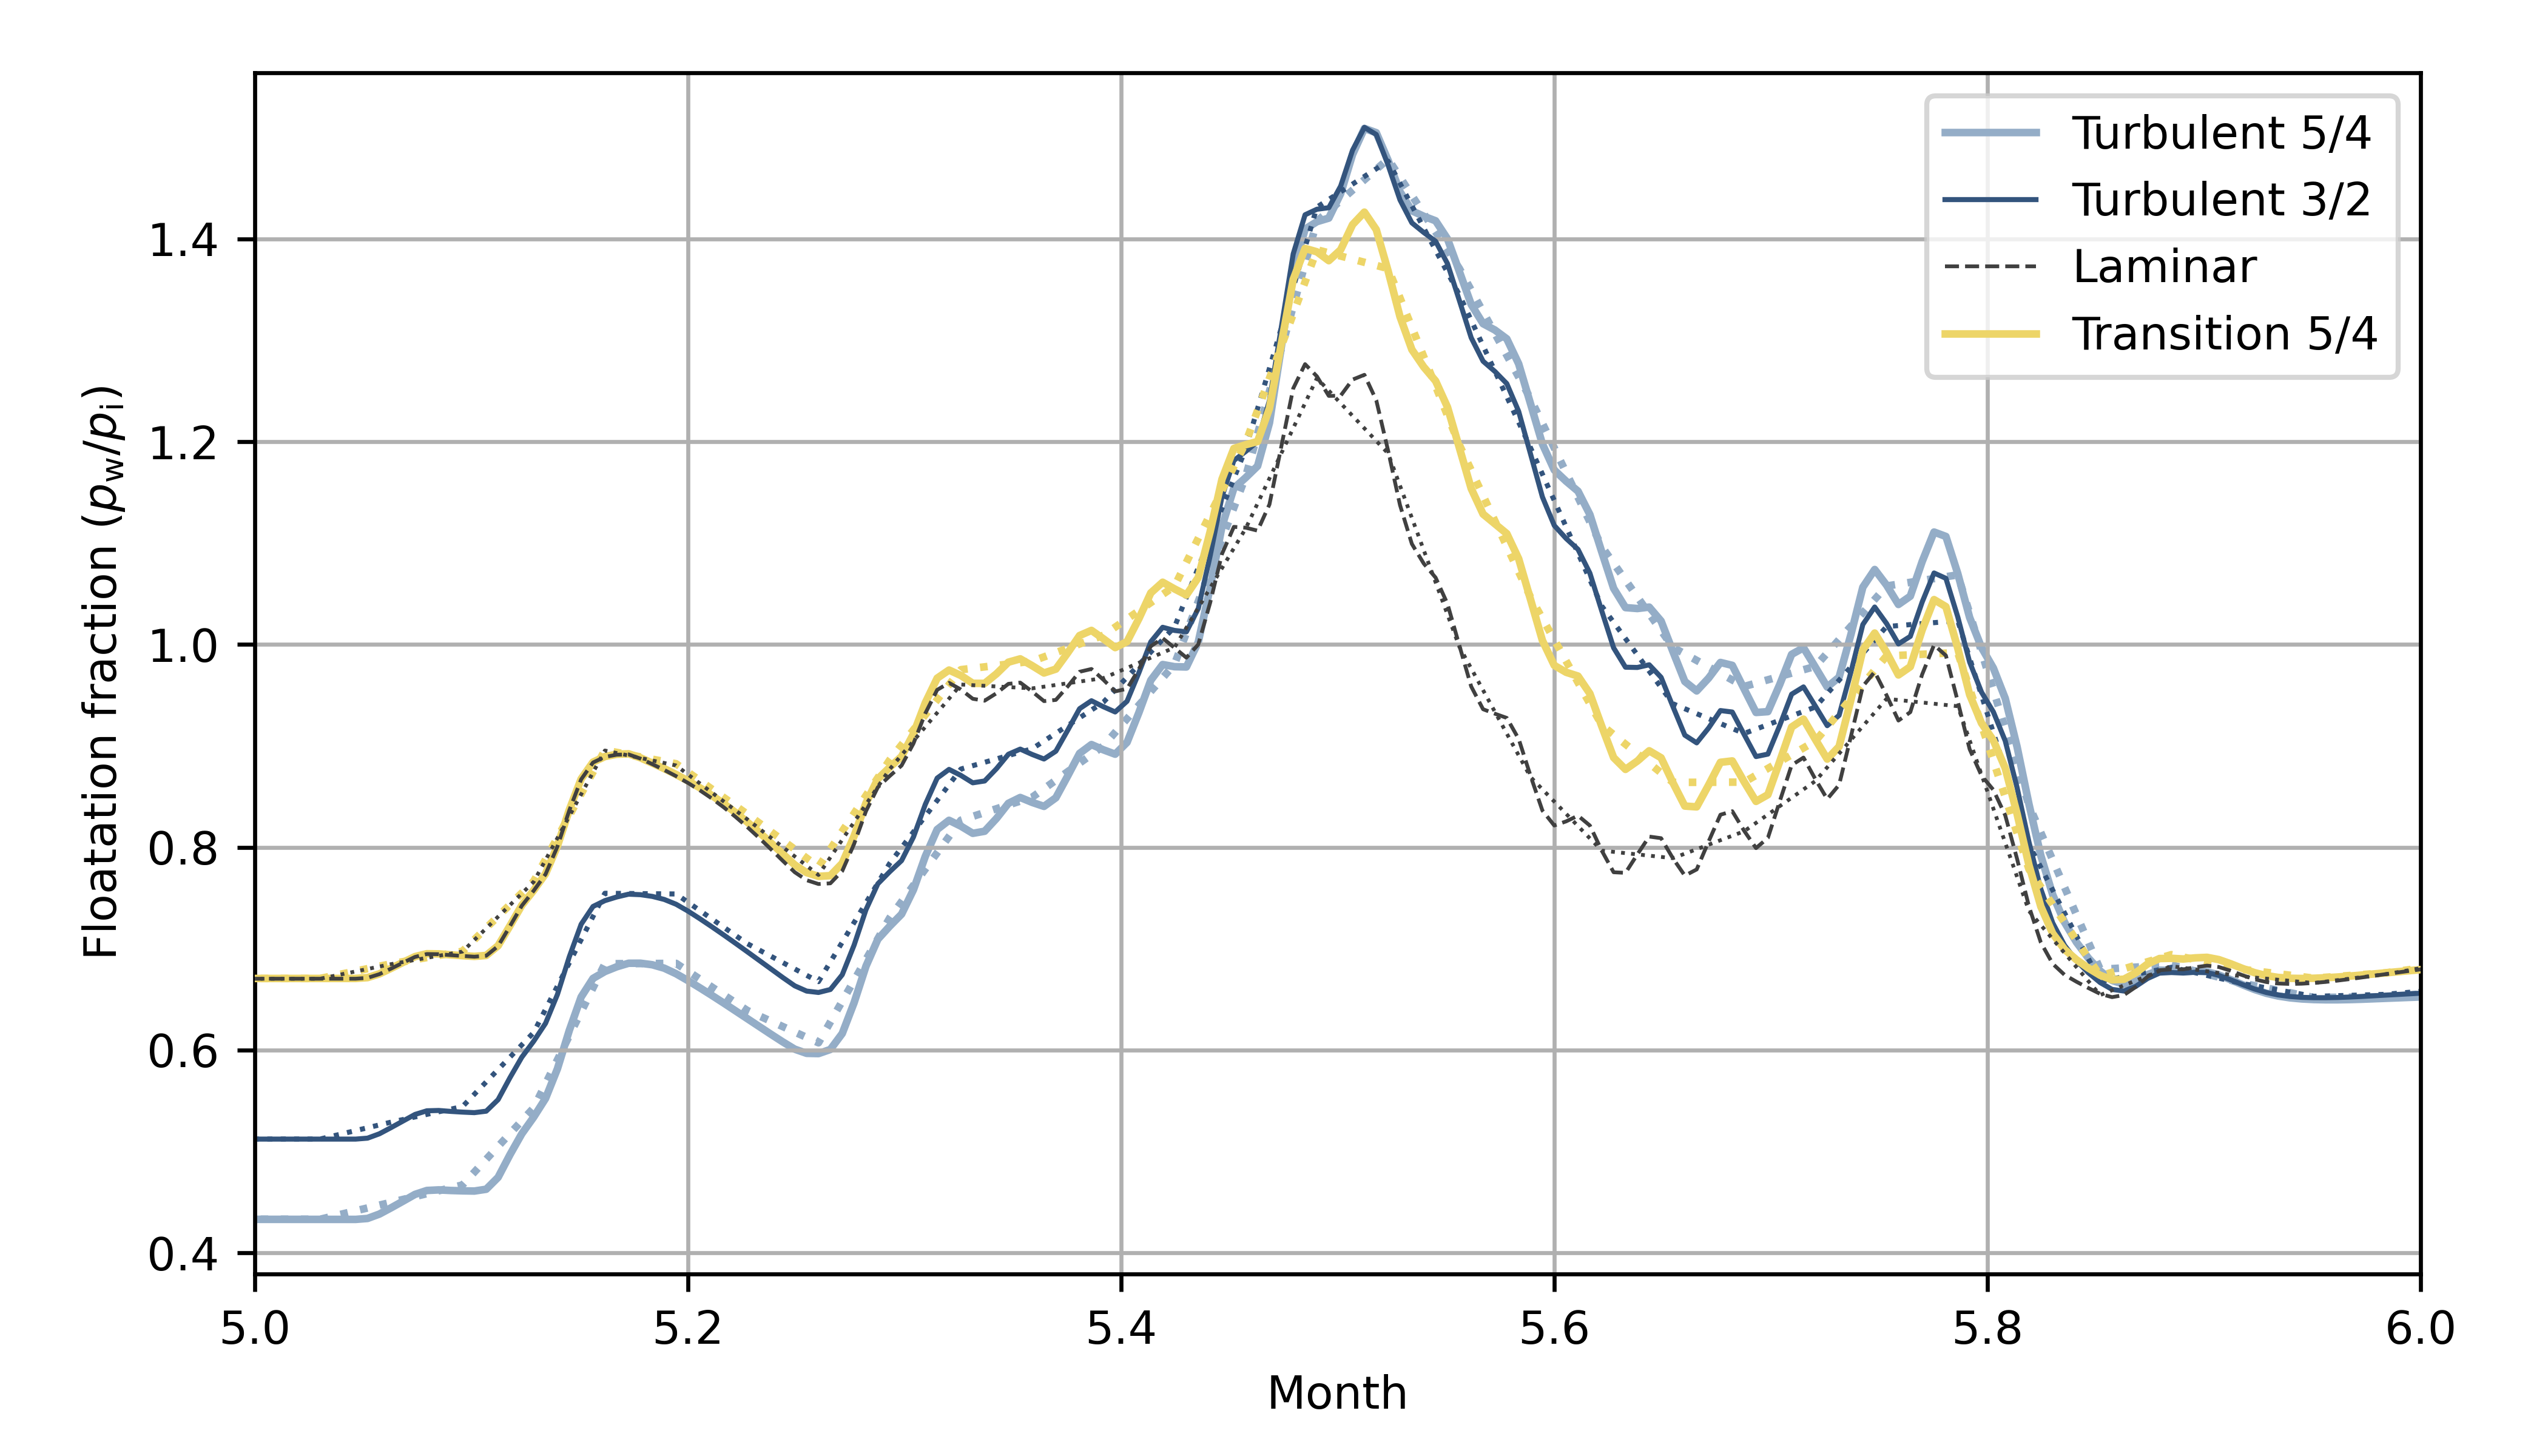 Turbulent 5/4
Turbulent 3/2
Laminar
Transition 5/4
Floatation fraction (pw/pi)
1.4
1.2
1.0
0.8
0.6
0.4
5.0 5.2 5.4 5.6 5.8 6.0
Month